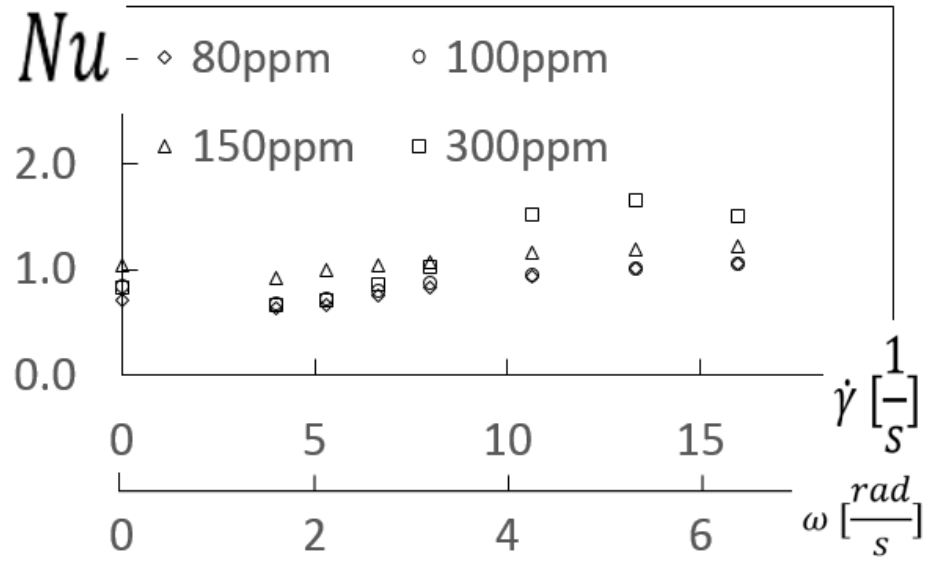 Nu
80ppm 100ppm
150ppm 300ppm
2.0
1.0
0.0
γ̇ [1/s]
0 5 10 15
ω [rad/s]
0 2 4 6